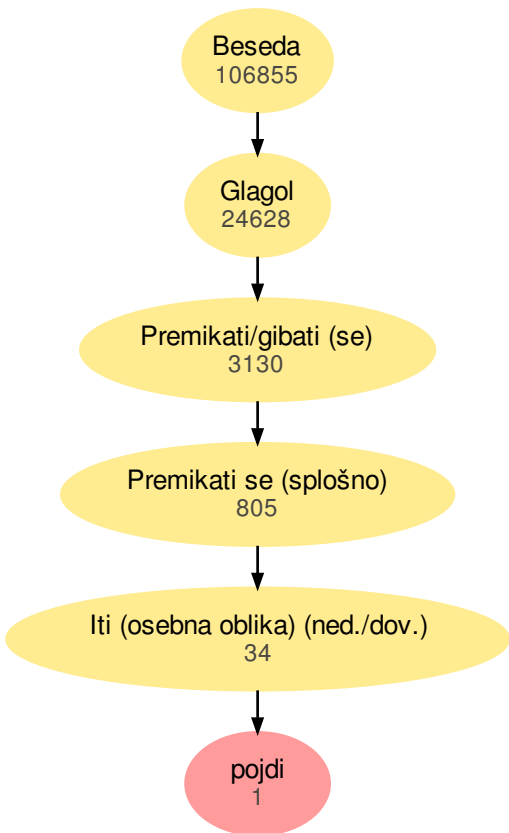 Beseda
106855
Glagol
24628
Premikati/gibati (se)
3130
Premikati se (splošno)
805
Iti (osebna oblika) (ned./dov.)
34
pojdi
1